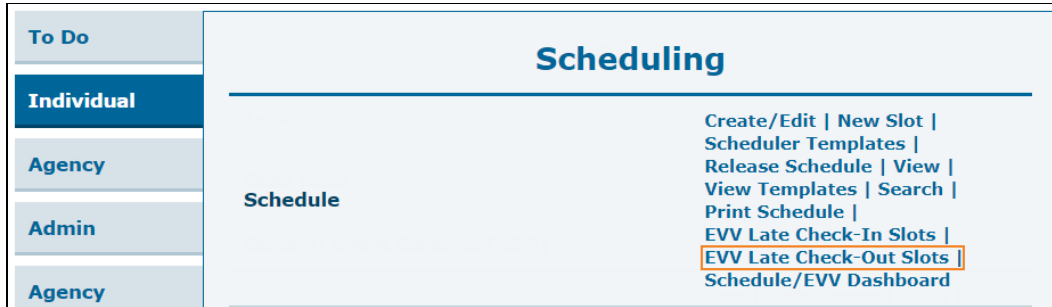 To Do
Individual
Agency
Admin
Agency
Scheduling
Schedule
Create/Edit | New Slot |
Scheduler Templates |
Release Schedule | View |
View Templates | Search |
Print Schedule |
EVV Late Check-In Slots |
EVV Late Check-Out Slots |
Schedule/EVV Dashboard